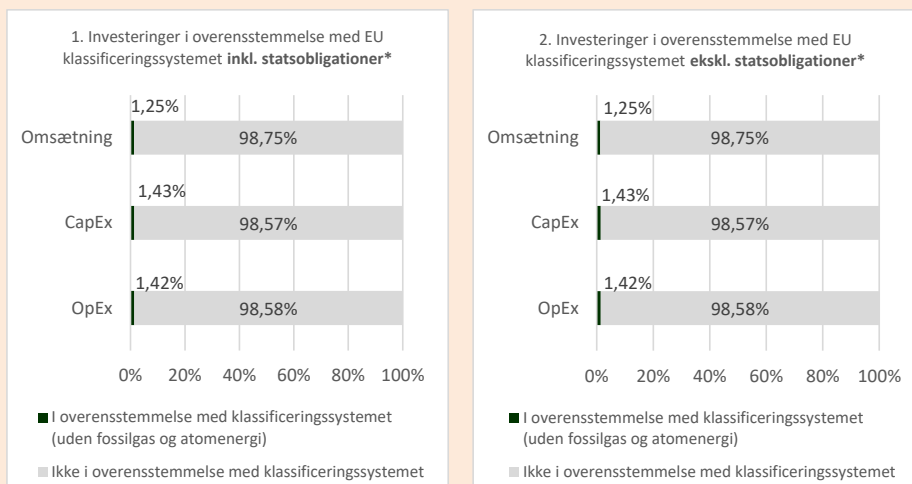 1. Investeringer i overensstemmelse med EU
klassificeringssystemet inkl. statsobligationer*
1,25%
Omsætning
98,75%
1,43%
CapEx
98,57%
1,42%
OpEx
98,58%
0% 20% 40% 60% 80% 100%
I overensstemmelse med klassificeringssystemet
(uden fossilgas og atomenergi)
Ikke i overensstemmelse med klassificeringssystemet
2. Investeringer i overensstemmelse med EU
klassificeringssystemet ekskl. statsobligationer*
1,25%
Omsætning
98,75%
1,43%
CapEx
98,57%
1,42%
OpEx
98,58%
0% 20% 40% 60% 80% 100%
I overensstemmelse med klassificeringssystemet
(uden fossilgas og atomenergi)
Ikke i overensstemmelse med klassificeringssystemet